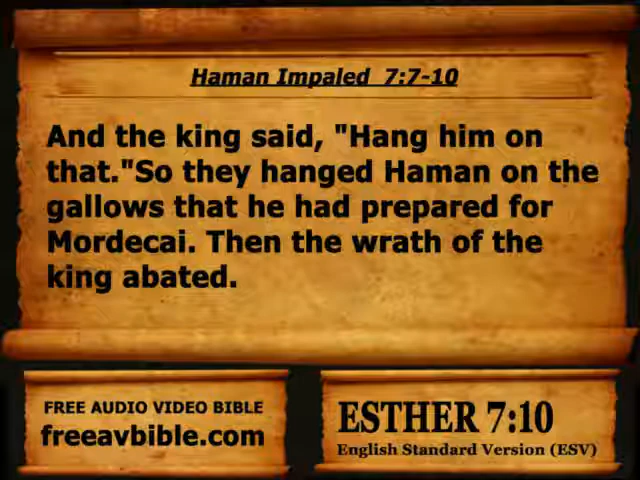 Haman Impaled 7:7-10
And the king said, "Hang him on
that."So they hanged Haman on the
gallows that he had prepared for
Mordecai. Then the wrath of the
king abated.
FREE AUDIO VIDEO BIBLE
freeavbible.com
ESTHER 7:10
English Standard Version (ESV)